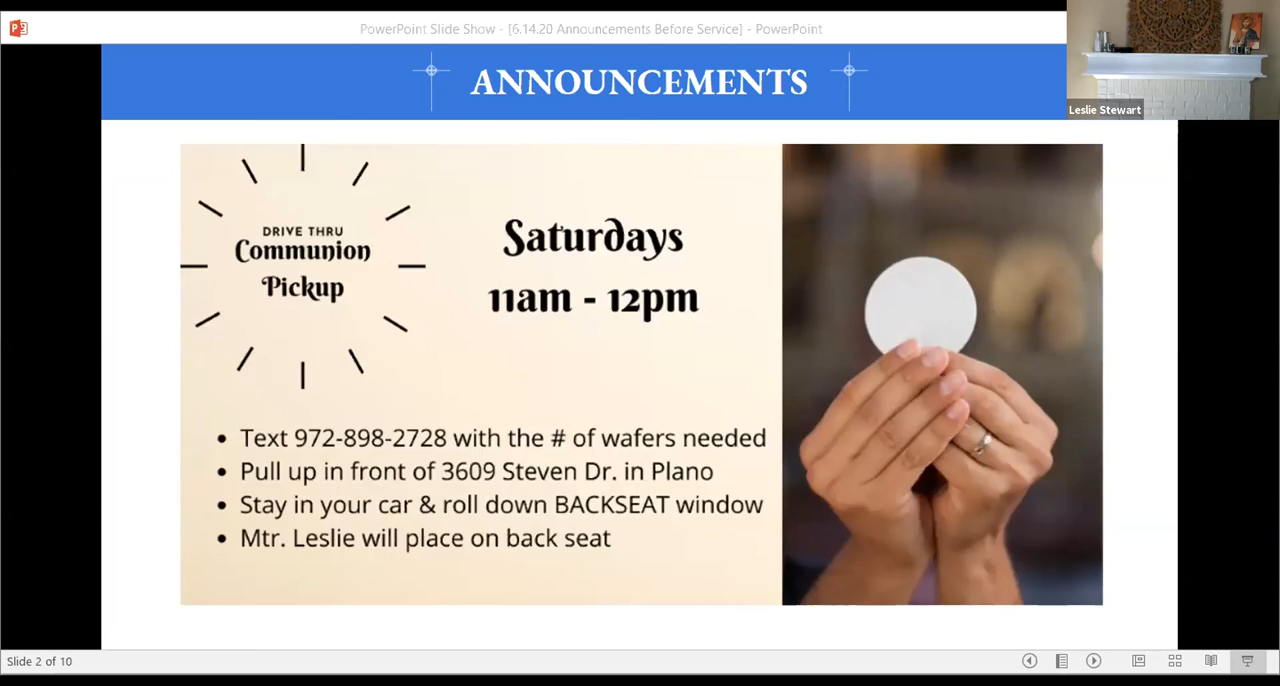 PowerPoint Slide Show - [6.14.20 Announcements Before Service] - PowerPoint
ANNOUNCEMENTS
Leslie Stewart
DRIVE THRU
Communion
Pickup
Saturdays
11am - 12pm
• Text 972-898-2728 with the # of wafers needed
• Pull up in front of 3609 Steven Dr. in Plano
• Stay in your car & roll down BACKSEAT window
• Mtr. Leslie will place on back seat
Slide 2 of 10